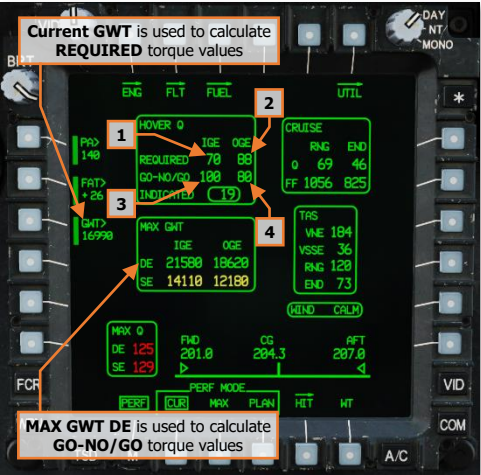 Current GWT is used to calculate
REQUIRED torque values
DAY
NT
MONO
BRT
ENG FLT FUEL UTIL
*
1
2
3
4
HOVER Q
IGE OGE
REQUIRED 70 88
GO-NO/GO 100 80
INDICATED 19
CRUISE
RNG END
Q 69 46
FF 1056 825
PA>
140
FAT>
+26
GWT>
16990
MAX GWT
IGE OGE
DE 21580 18620
SE 14110 12180
TAS
VNE 184
VSSE 36
RNG 120
END 73
WIND CALM
MAX Q
DE 125
SE 129
FWD CG AFT
201.0 204.3 207.0
FCR
VID
PERF MODE
PERF CUR MAX PLAN HIT WT
MAX GWT DE is used to calculate
GO-NO/GO torque values
COM
A/C